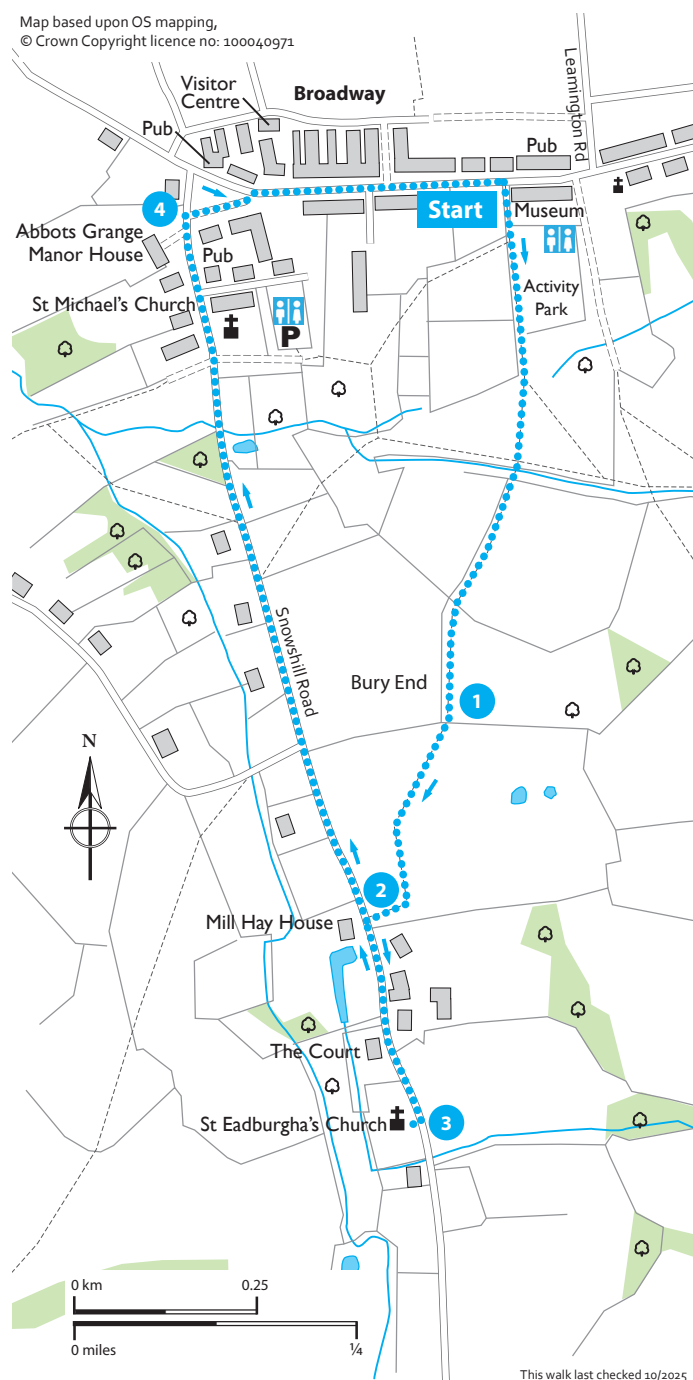 Map based upon OS mapping,
© Crown Copyright licence no: 100040971
Leamington Rd
Visitor
Centre
Broadway
Pub
Pub
4
Start
Museum
Abbots Grange
Manor House
Pub
Activity
Park
St Michael's Church
P
Snowshill Road
Bury End
1
N
2
Mill Hay House
The Court
St Eadburgha's Church
3
0 km
0.25
0 miles
¼
This walk last checked 10/2025